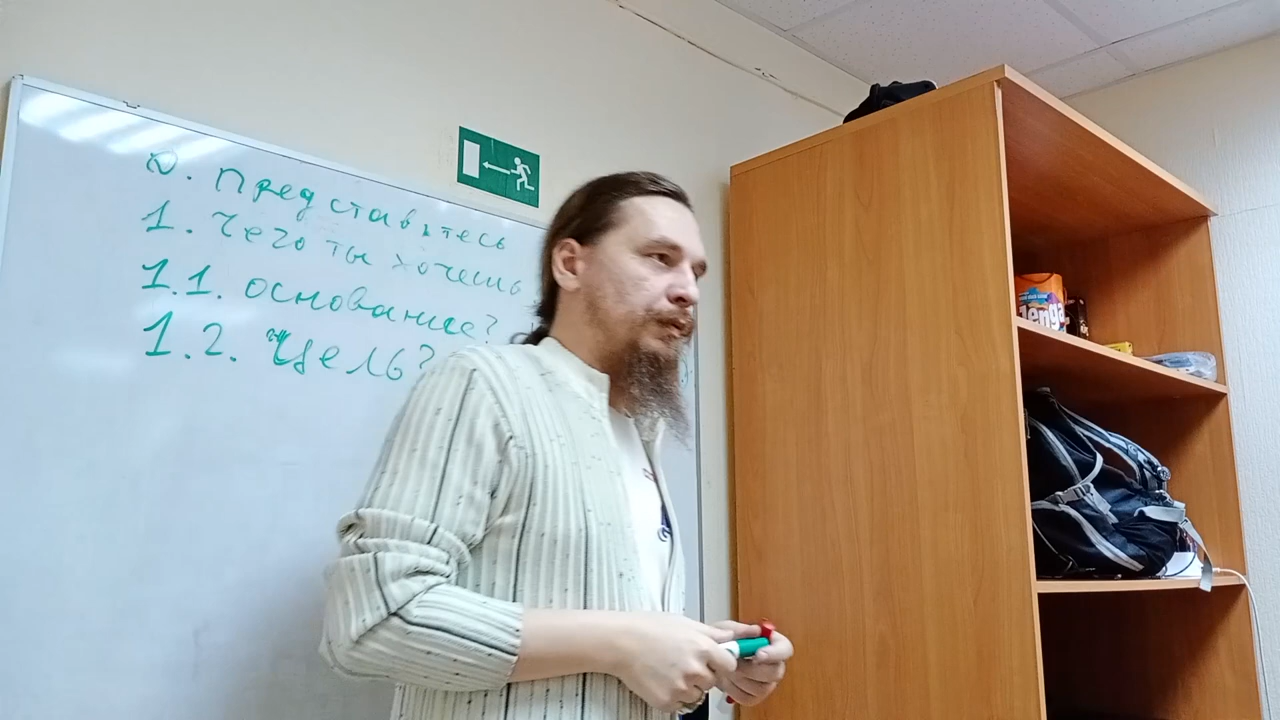 0. Представьтесь
1. Чего ты хочешь
1.1. основание?
1.2. Цель?
Jenga